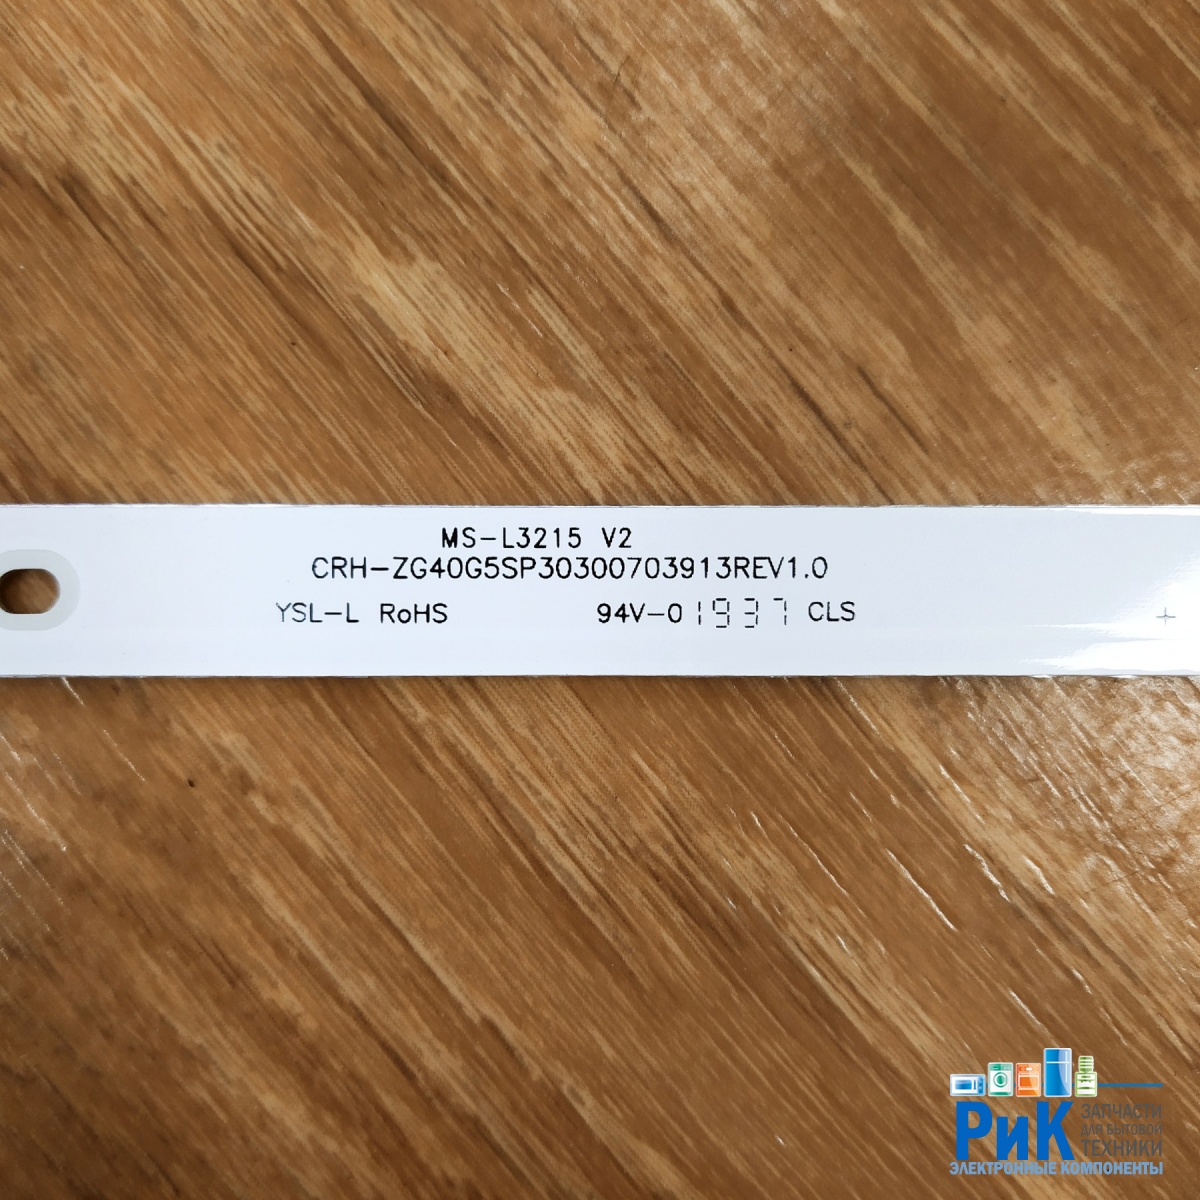 MS-L3215 V2
CRH-ZG40G5SP30300703913REV1.0
YSL-L RoHS 94V-0 1937 CLS
РиК
ЗАПЧАСТИ
ДЛЯ БЫТОВОЙ
ТЕХНИКИ
ЭЛЕКТРОННЫЕ КОМПОНЕНТЫ